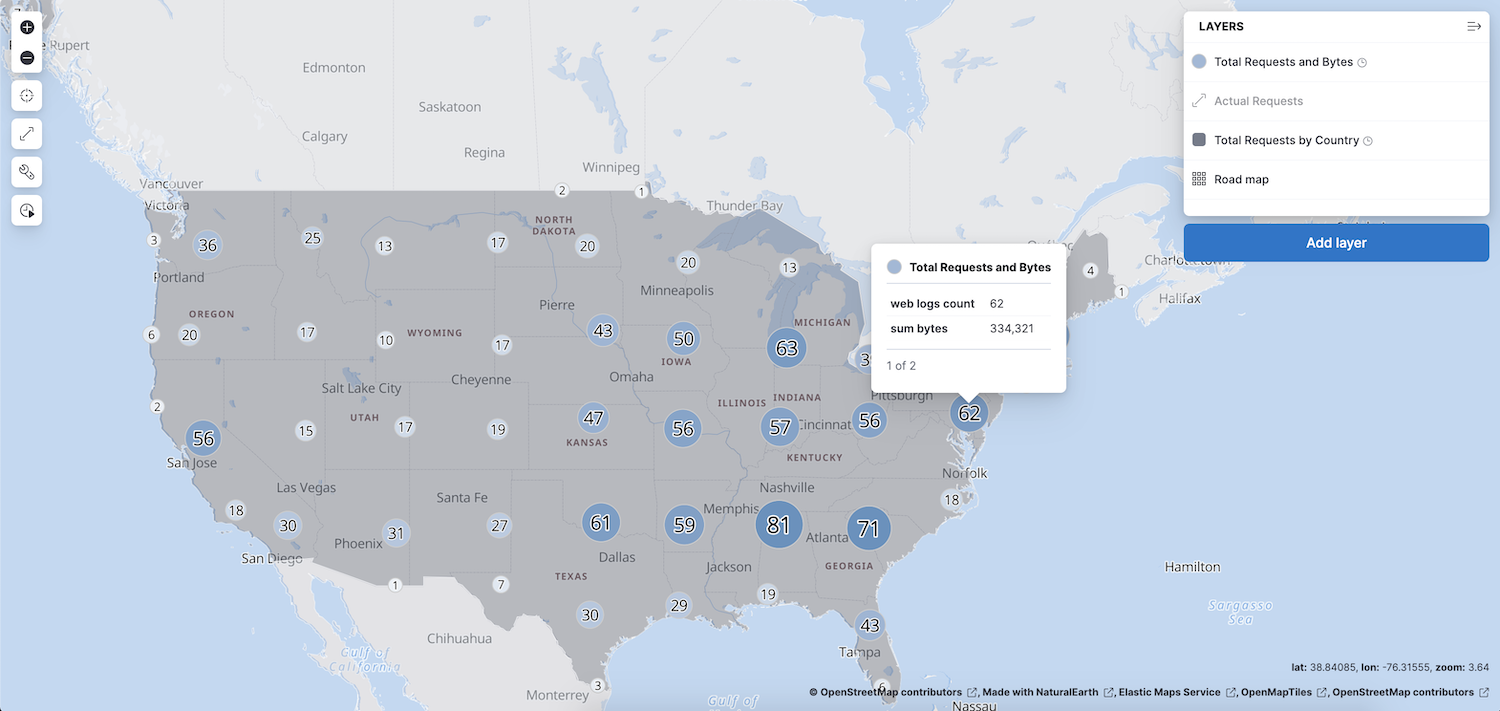 LAYERS
Total Requests and Bytes
Actual Requests
Total Requests by Country
Road map
Add layer
Rupert
Edmonton
Saskatoon
Calgary
Regina
Winnipeg
Vancouver
2
1
Victoria
Thunder Bay
NORTH
DAKOTA
3
36
25
13
17
20
20
13
4
Portland
Minneapolis
1
Halifax
Pierre
OREGON
MICHIGAN
6
20
17
10
WYOMING
17
43
50
63
IOWA
Salt Lake City
Cheyenne
Omaha
Total Requests and Bytes
web logs count 62
sum bytes 334,321
1 of 2
Pittsburgh
2
UTAH
ILLINOIS
INDIANA
56
15
17
19
47
56
57
Cincinnat
56
62
KANSAS
KENTUCKY
San Jose
Norfolk
Las Vegas
Santa Fe
Nashville
18
30
31
27
61
59
Memphis
81
71
18
Phoenix
Atlanta
San Diego
Dallas
Jackson
GEORGIA
Hamilton
TEXAS
1
7
30
29
19
43
Sargasso
Sea
Chihuahua
Tampa
Gulf of
California
Monterrey
3
6
Gulf of
Nassau
lat: 38.84085, lon: -76.31555, zoom: 3.64
© OpenStreetMap contributors , Made with NaturalEarth , Elastic Maps Service , OpenMapTiles , OpenStreetMap contributors